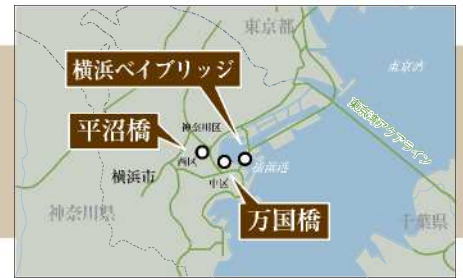 東京都
横浜ベイブリッジ
東京湾
東京湾アクアライン
平沼橋
神奈川区
西区
横浜港
横浜市
中区
神奈川県
万国橋
千葉県